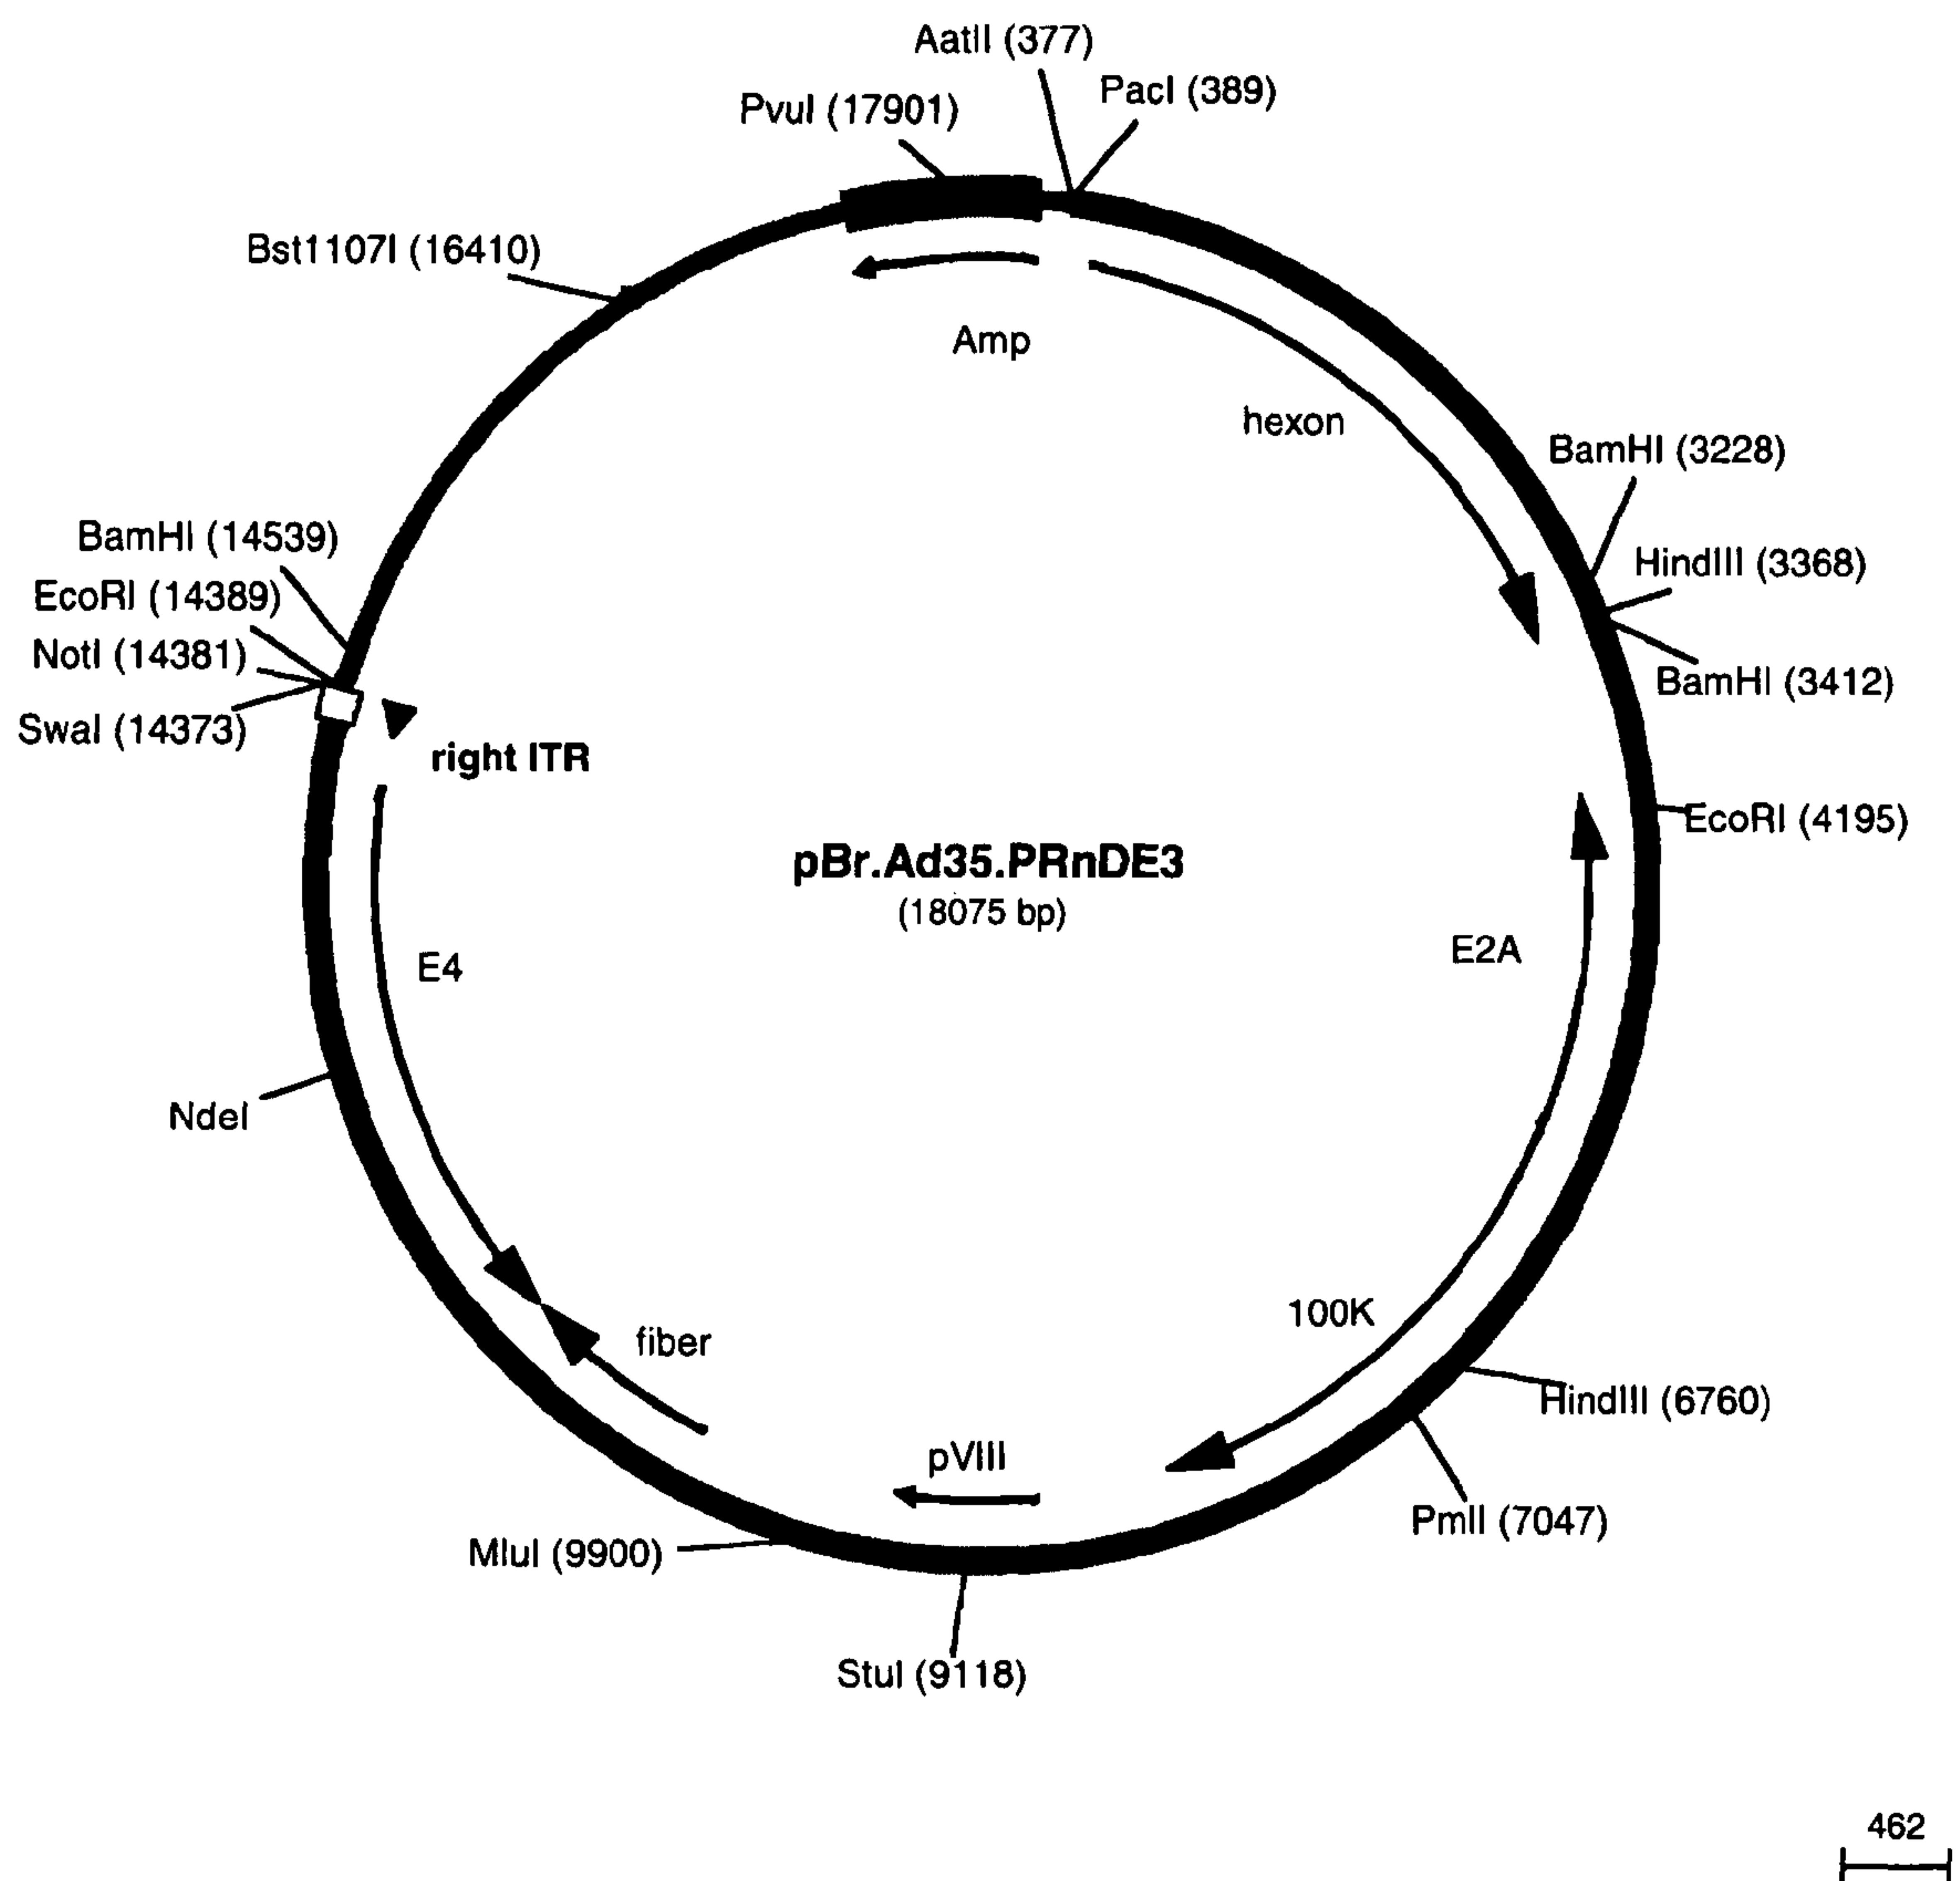 AatII (377)
PacI (389)
PvuI (17901)
Bst1107I (16410)
Amp
hexon
BamHI (3228)
BamHI (14539)
HindIII (3368)
EcoRI (14389)
NotI (14381)
BamHI (3412)
SwaI (14373)
right ITR
EcoRI (4195)
pBr.Ad35.PRnDE3
(18075 bp)
E2A
E4
NdeI
100K
fiber
HindIII (6760)
pVIII
PmlI (7047)
MluI (9900)
StuI (9118)
462